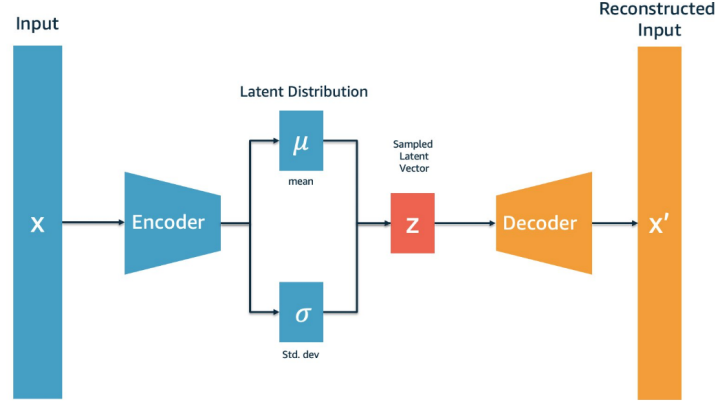 Input
Reconstructed
Input
Latent Distribution
μ
mean
Sampled
Latent
Vector
X
Encoder
Z
Decoder
X′
σ
Std. dev